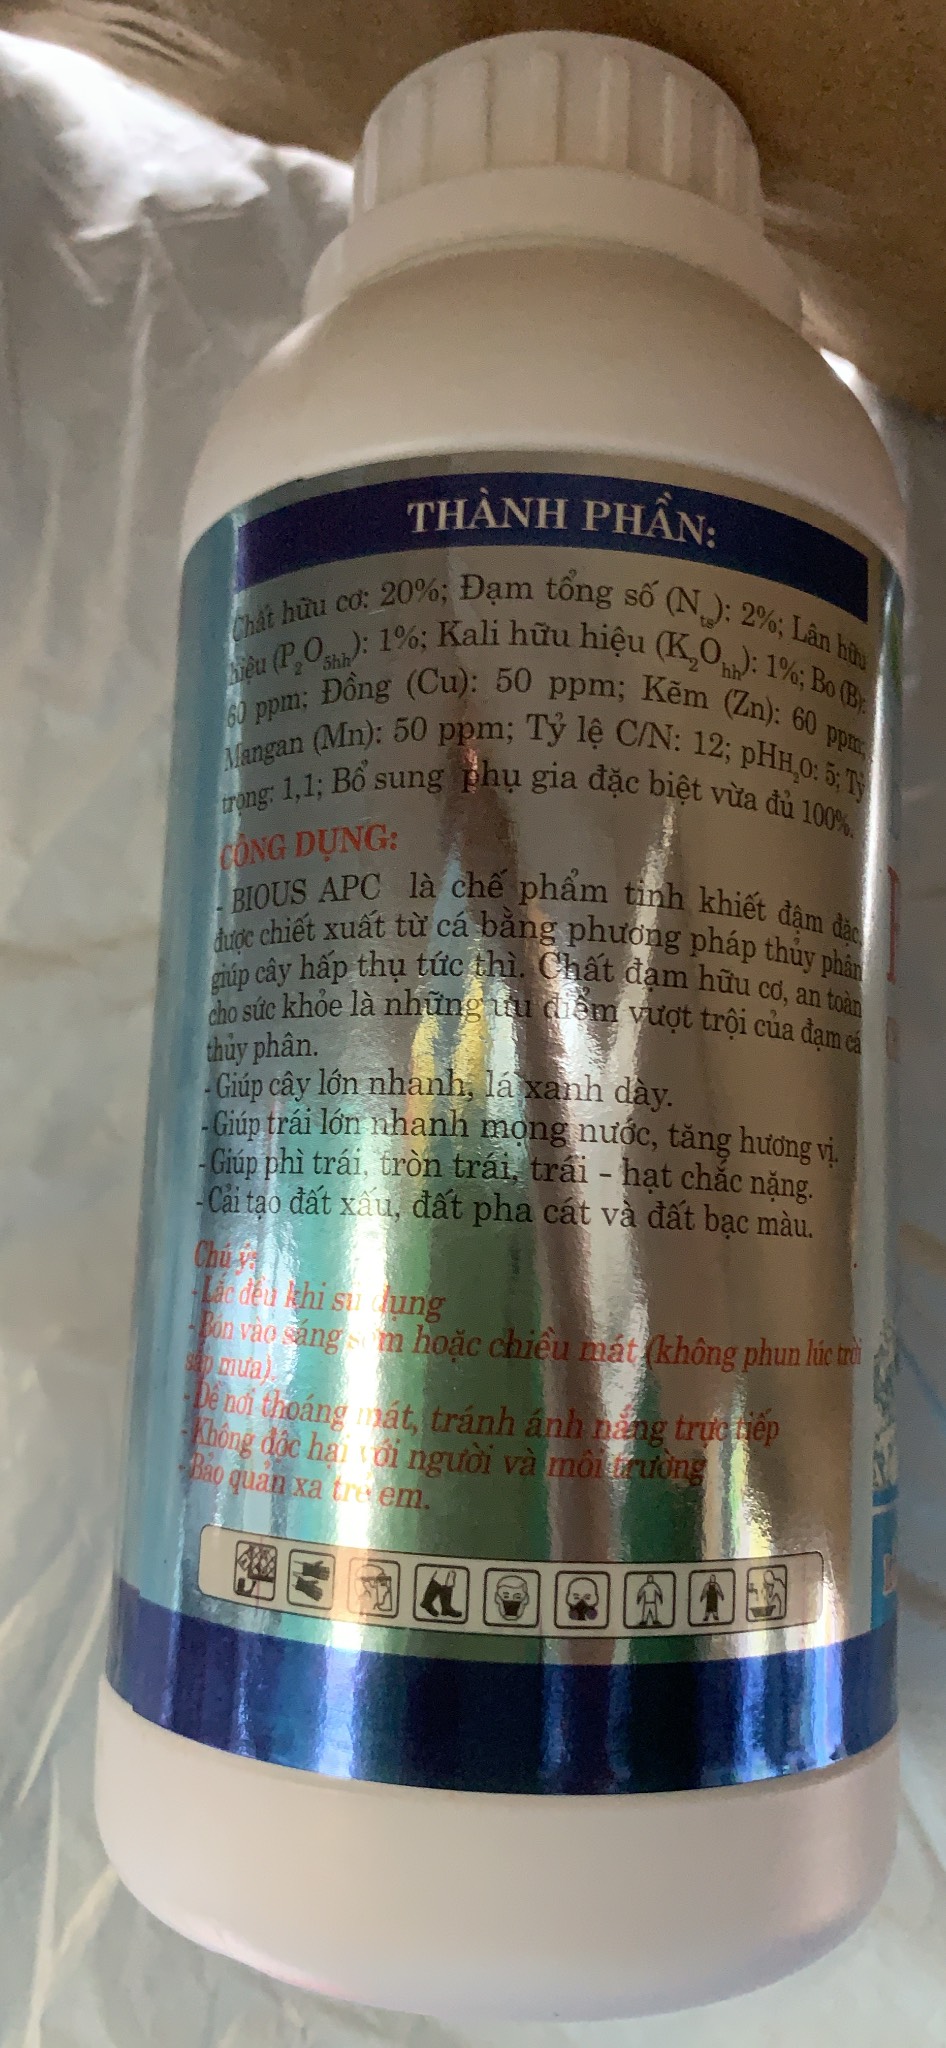 THÀNH PHẦN:
Chất hữu cơ: 20%; Đạm tổng số (Nts): 2%; Lân hữu
hiệu (P2O5hh): 1%; Kali hữu hiệu (K2Ohh): 1%; Bo (B):
60 ppm; Đồng (Cu): 50 ppm; Kẽm (Zn): 60 ppm;
Mangan (Mn): 50 ppm; Tỷ lệ C/N: 12; pHH2O: 5; Tỷ
trọng: 1,1; Bổ sung phụ gia đặc biệt vừa đủ 100%.
CÔNG DỤNG:
- BIOUS APC là chế phẩm tinh khiết đậm đặc,
được chiết xuất từ cá bằng phương pháp thủy phân
giúp cây hấp thụ tức thì. Chất đạm hữu cơ, an toàn
cho sức khỏe là những ưu điểm vượt trội của đạm cá
thủy phân.
- Giúp cây lớn nhanh, lá xanh dày.
- Giúp trái lớn nhanh mọng nước, tăng hương vị.
- Giúp phì trái, tròn trái, trái - hạt chắc nặng.
- Cải tạo đất xấu, đất pha cát và đất bạc màu.
Chú ý:
- Lắc đều khi sử dụng
- Bón vào sáng sớm hoặc chiều mát (không phun lúc trời
sắp mưa).
- Để nơi thoáng mát, tránh ánh nắng trực tiếp
- Không độc hại với người và môi trường
- Bảo quản xa trẻ em.